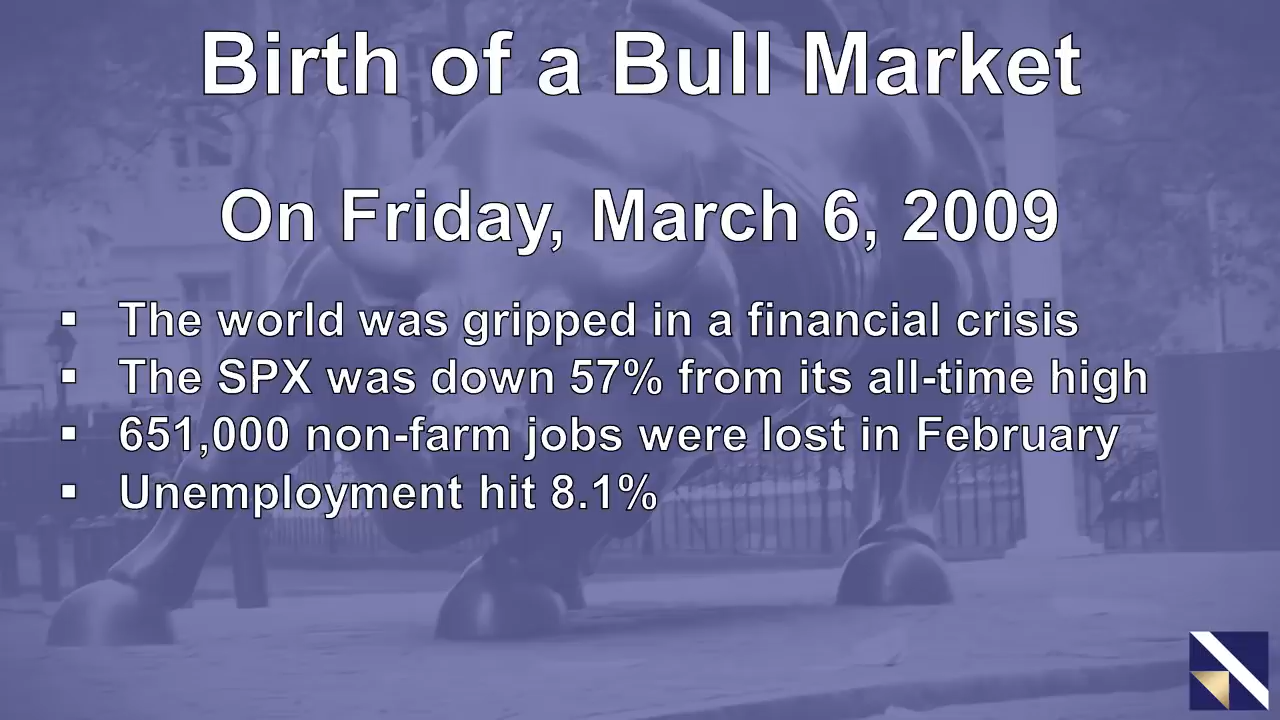 Birth of a Bull Market
On Friday, March 6, 2009
▪ The world was gripped in a financial crisis
▪ The SPX was down 57% from its all-time high
▪ 651,000 non-farm jobs were lost in February
▪ Unemployment hit 8.1%